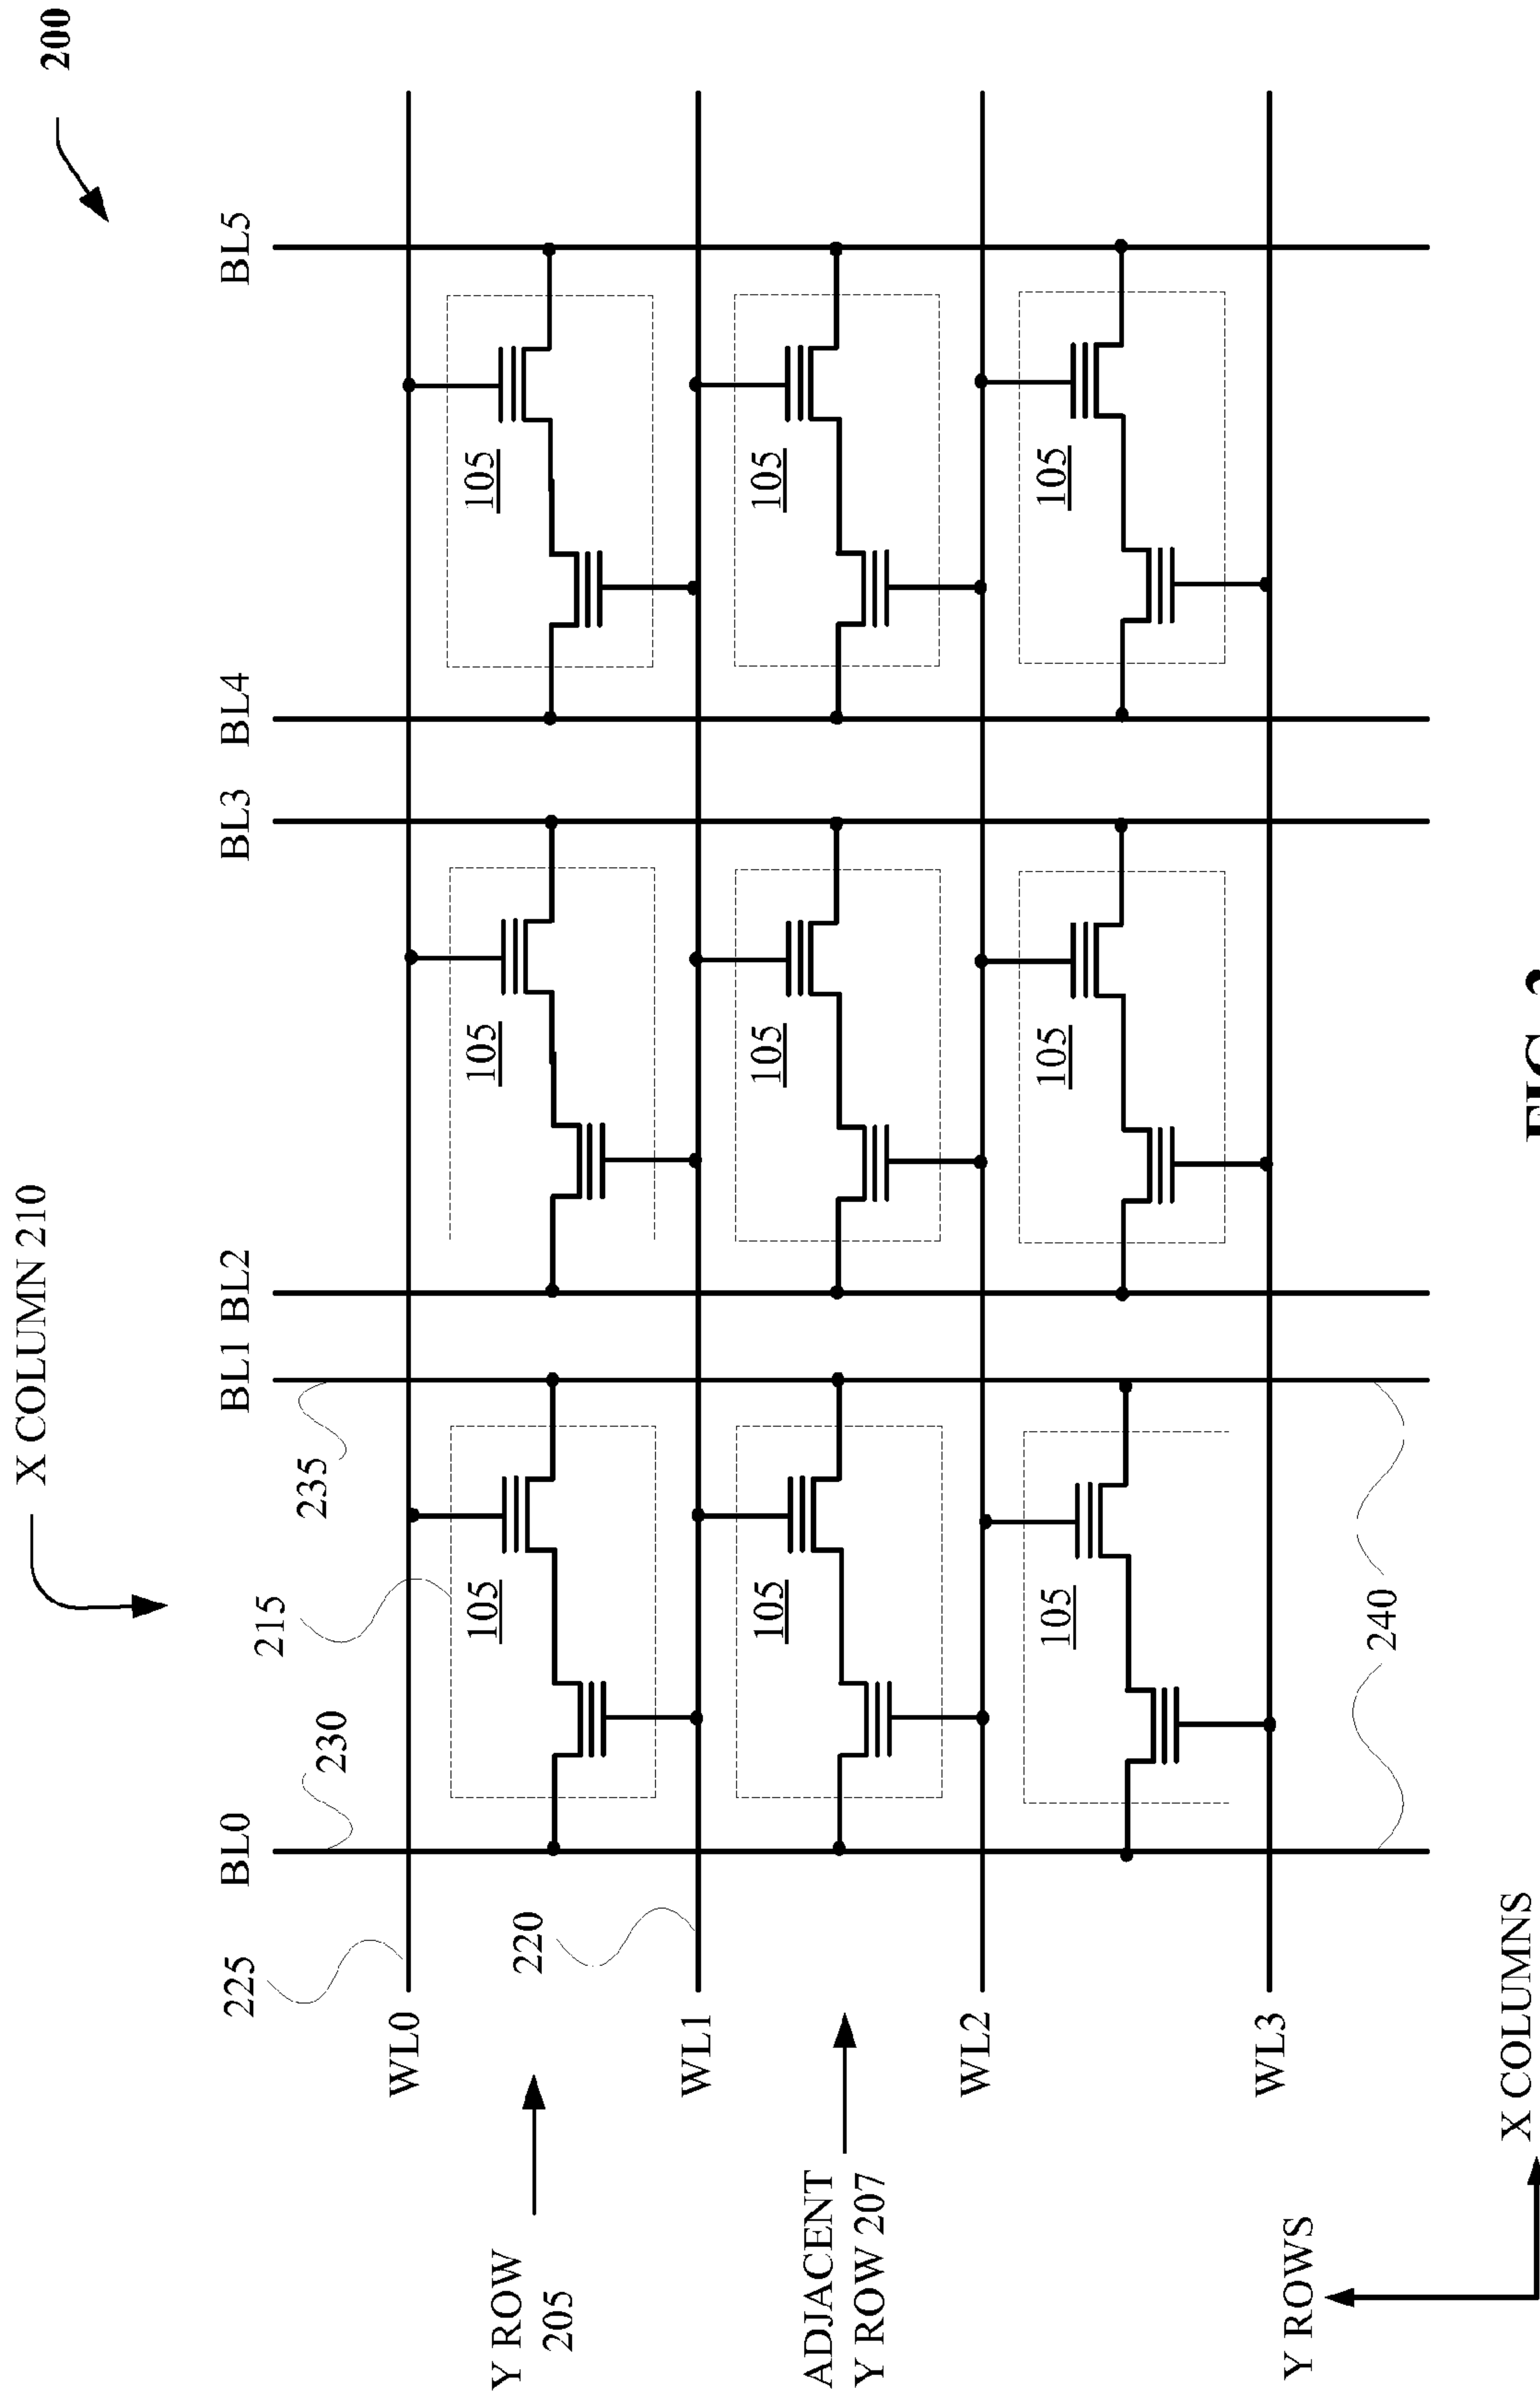 X COLUMN 210
200
BL0
BL1
BL2
BL3
BL4
BL5
225
215
235
230
WL0
105
105
105
Y ROW
205
220
WL1
105
105
105
ADJACENT
Y ROW 207
WL2
105
105
105
WL3
Y ROWS
240
X COLUMNS